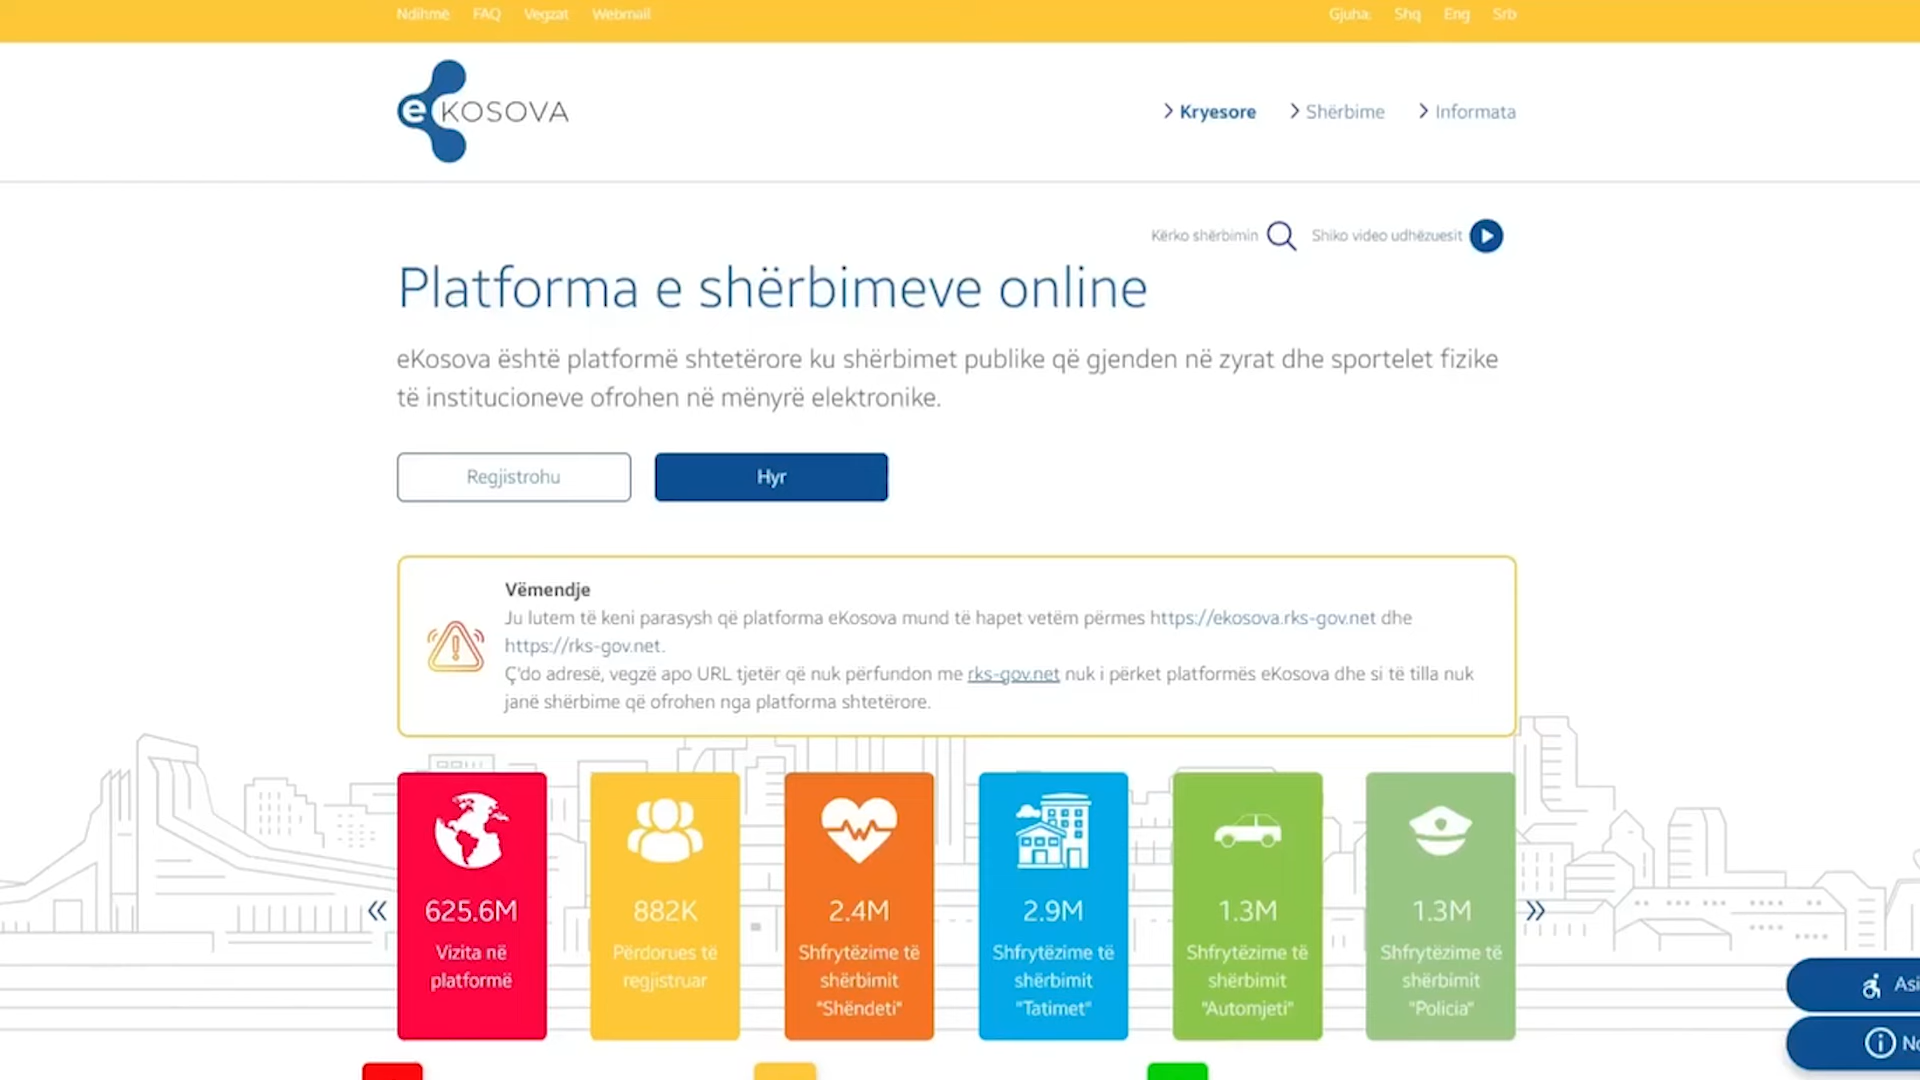 Ndihmë FAQ Vegzat Webmail
Gjuha: Shq Eng Srb
eKOSOVA
Kryesore Shërbime Informata
Kërko shërbimin Shiko video udhëzuesit
Platforma e shërbimeve online
eKosova është platformë shtetërore ku shërbimet publike që gjenden në zyrat dhe sportelet fizike
të institucioneve ofrohen në mënyrë elektronike.
Regjistrohu Hyr
Vëmendje
Ju lutem të keni parasysh që platforma eKosova mund të hapet vetëm përmes https://ekosova.rks-gov.net dhe
https://rks-gov.net.
Ç'do adresë, vegzë apo URL tjetër që nuk përfundon me rks-gov.net nuk i përket platformës eKosova dhe si të tilla nuk
janë shërbime që ofrohen nga platforma shtetërore.
625.6M
Vizita në
platformë
882K
Përdorues të
regjistruar
2.4M
Shfrytëzime të
shërbimit
"Shëndeti"
2.9M
Shfrytëzime të
shërbimit
"Tatimet"
1.3M
Shfrytëzime të
shërbimit
"Automjeti"
1.3M
Shfrytëzime të
shërbimit
"Policia"